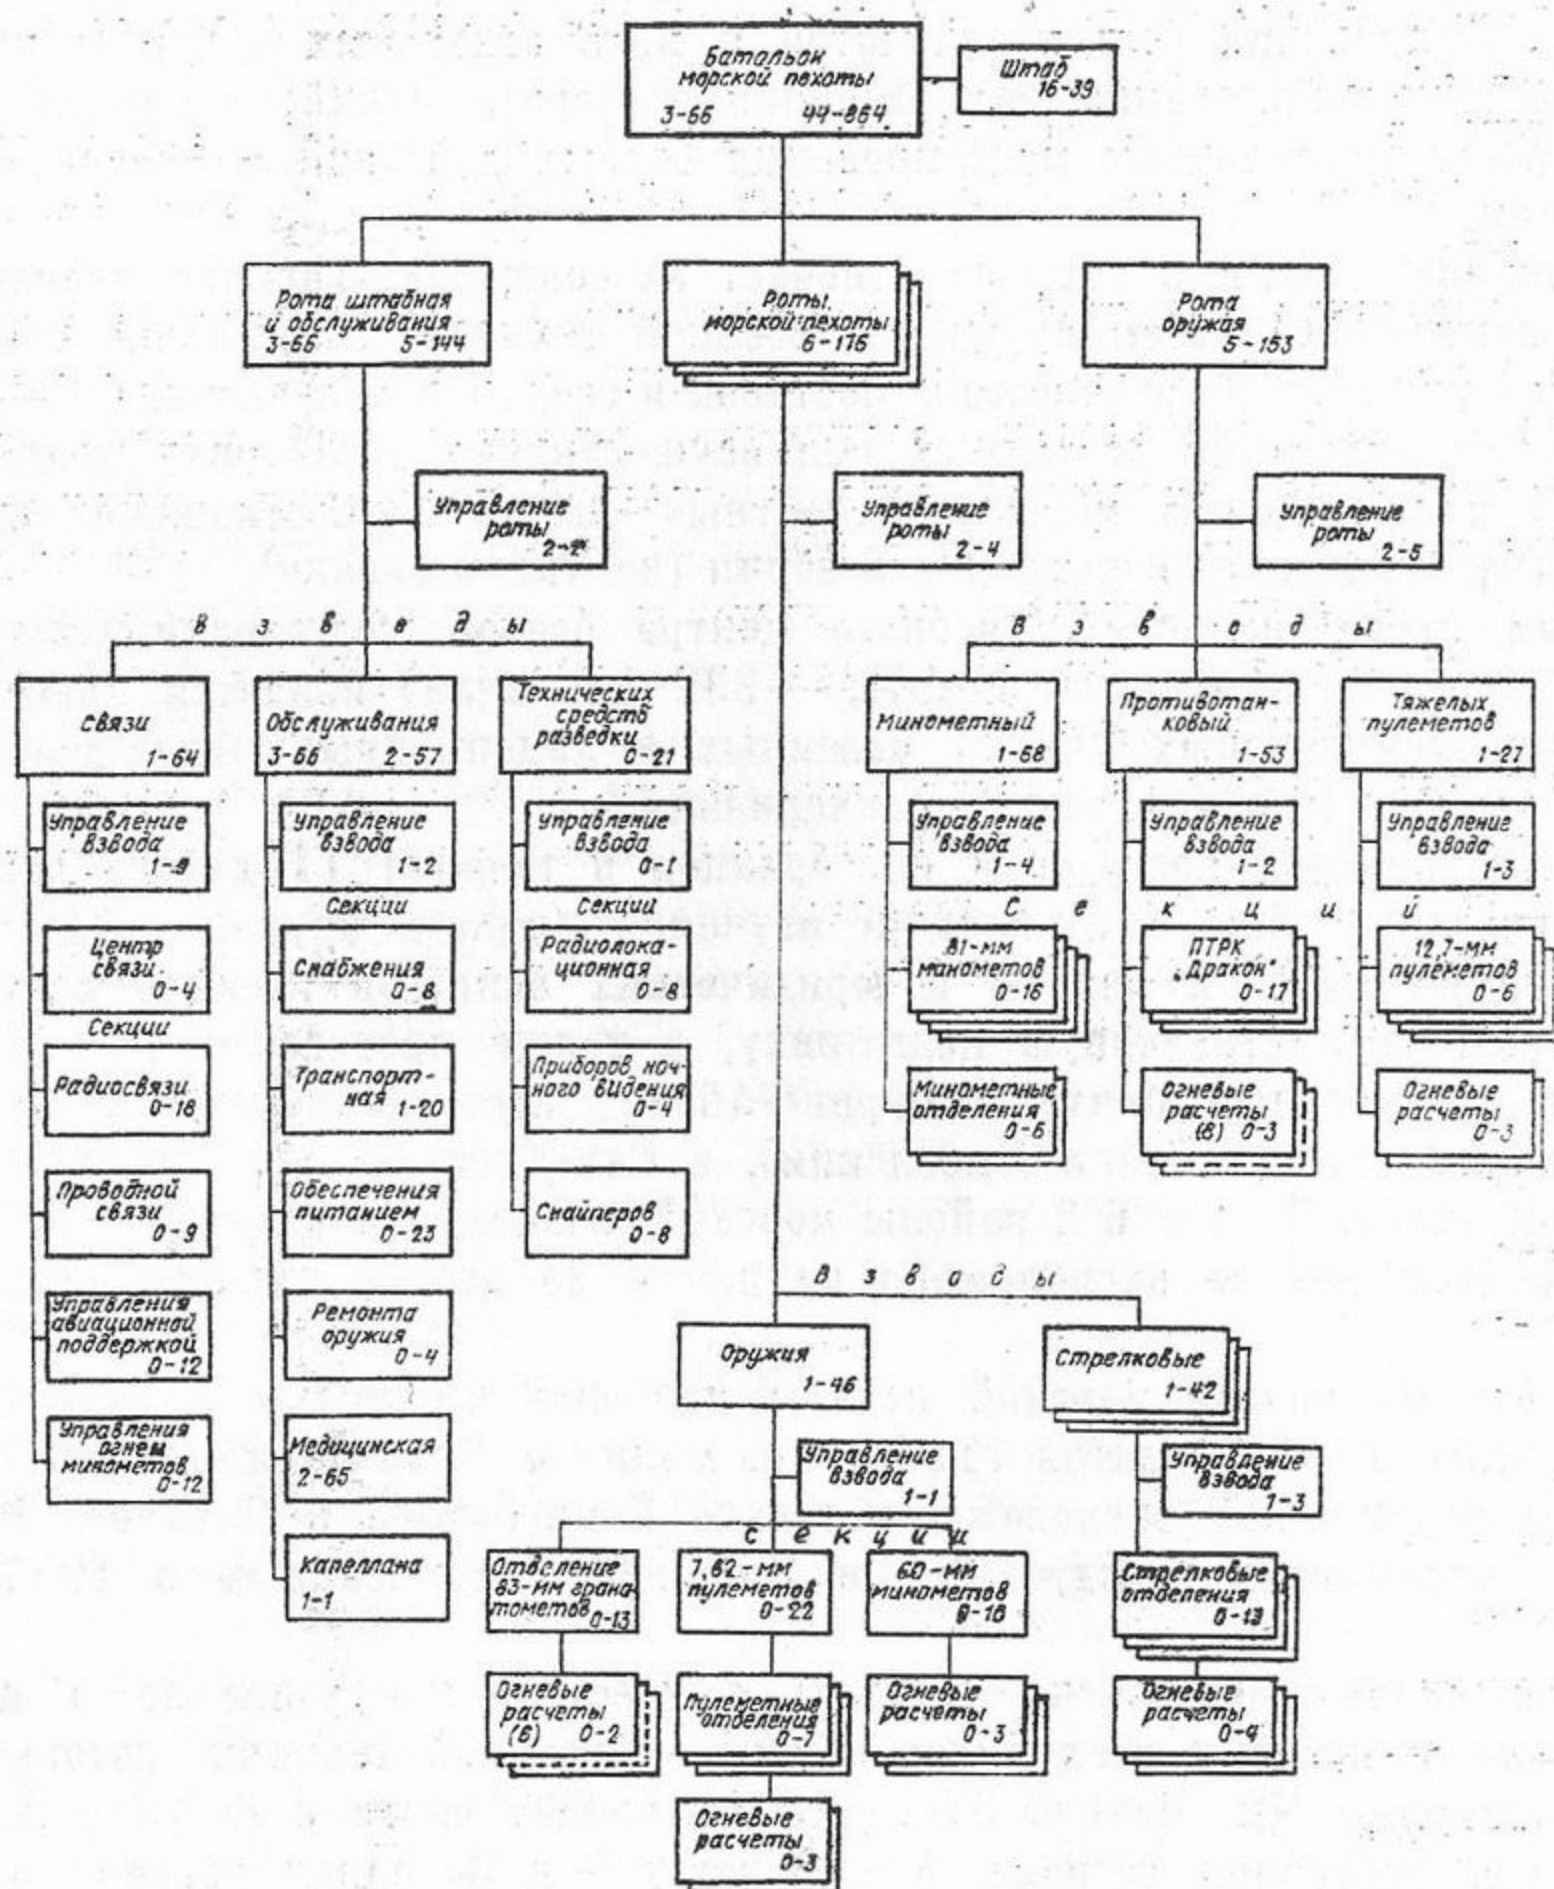 Батальон
морской пехоты
3-66 44-864
Штаб
16-39
Рота штабная
и обслуживания
3-66 5-144
Роты
морской пехоты
6-176
Рота
оружия
5-153
Управление
роты
2-2
Управление
роты
2-4
Управление
роты
2-5
Взводы
Взводы
связи
1-64
Обслуживания
3-66 2-57
Технических
средств
разведки
0-21
Минометный
1-68
Противотан-
ковый
1-53
Тяжелых
пулеметов
1-27
Управление
взвода
1-9
Управление
взвода
1-2
Управление
взвода
0-1
Управление
взвода
1-4
Управление
взвода
1-2
Управление
взвода
1-3
Секции
Секции
Секций
Центр
связи
0-4
Снабжения
0-8
Радиолока-
ционная
0-8
81-мм
минометов
0-16
ПТРК
„Дракон"
0-17
12,7-мм
пулеметов
0-6
Секции
Радиосвязи
0-18
Транспорт-
ная
1-20
Приборов ноч-
ного видения
0-4
Минометные
отделения
0-6
Огневые
расчеты
(8) 0-3
Огневые
расчеты
0-3
Проводной
связи
0-9
Обеспечения
питанием
0-23
Снайперов
0-8
Управления
авиационной
поддержкой
0-12
Ремонта
оружия
0-4
Управления
огнем
минометов
0-12
Медицинская
2-65
Капеллана
1-1
Взводы
Оружия
1-46
Стрелковые
1-42
Управление
взвода
1-1
Управление
взвода
1-3
Секции
Отделение
83-мм грана-
тометов
0-13
7,62-мм
пулеметов
0-22
60-мм
минометов
0-10
Стрелковые
отделения
0-13
Огневые
расчеты
(6) 0-2
Пулеметные
отделения
0-7
Огневые
расчеты
0-3
Огневые
расчеты
0-4
Огневые
расчеты
0-3